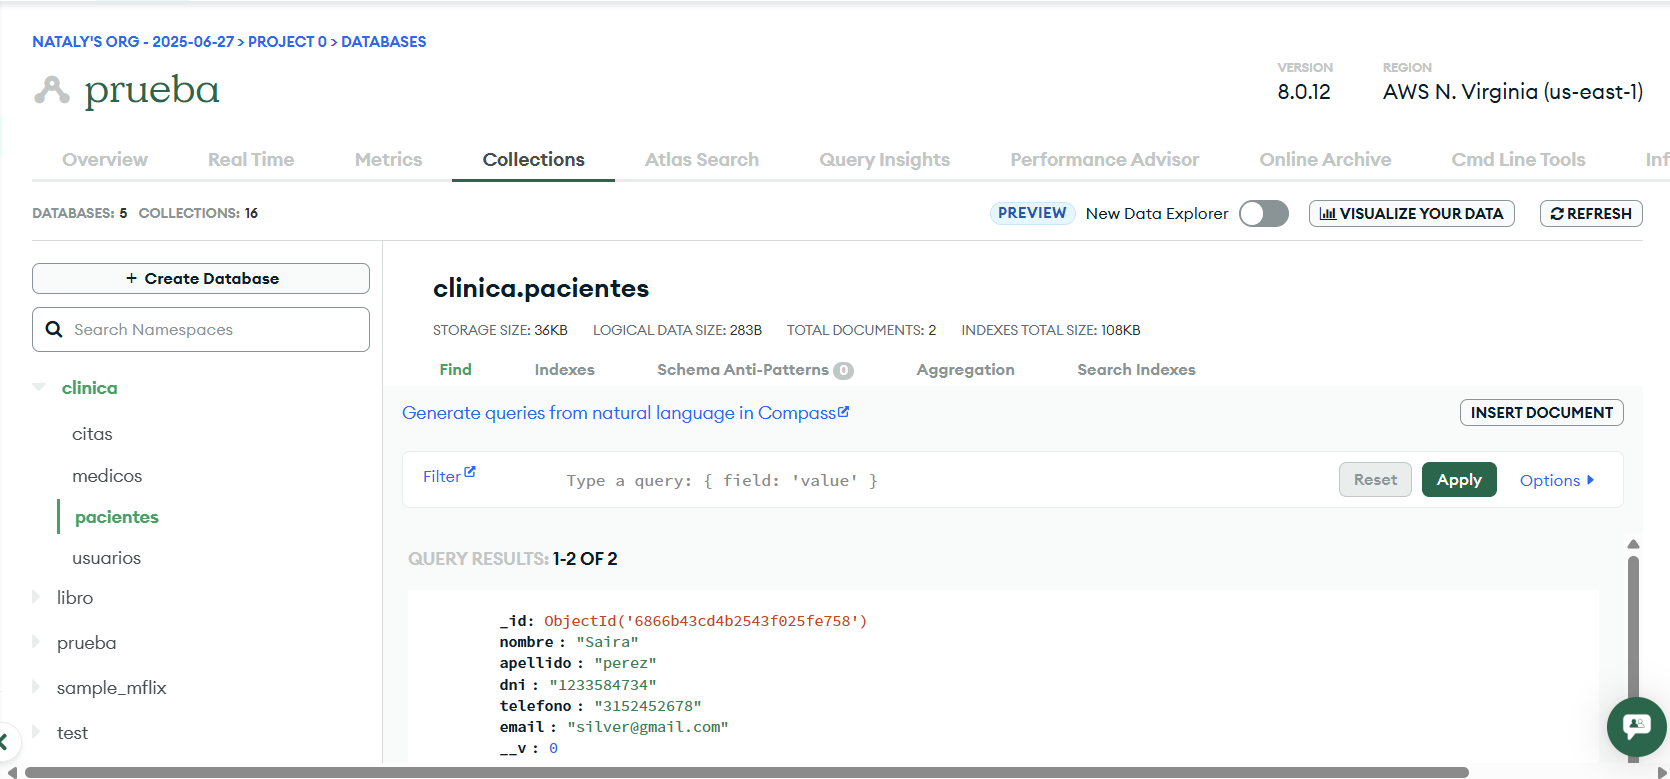 NATALY'S ORG - 2025-06-27 > PROJECT 0 > DATABASES
prueba
VERSION
8.0.12
REGION
AWS N. Virginia (us-east-1)
Overview Real Time Metrics Collections Atlas Search Query Insights Performance Advisor Online Archive Cmd Line Tools Inf
DATABASES: 5 COLLECTIONS: 16
PREVIEW New Data Explorer VISUALIZE YOUR DATA REFRESH
+ Create Database
Search Namespaces
clinica
citas
medicos
pacientes
usuarios
libro
prueba
sample_mflix
test
clinica.pacientes
STORAGE SIZE: 36KB LOGICAL DATA SIZE: 283B TOTAL DOCUMENTS: 2 INDEXES TOTAL SIZE: 108KB
Find Indexes Schema Anti-Patterns 0 Aggregation Search Indexes
Generate queries from natural language in Compass
INSERT DOCUMENT
Filter Type a query: { field: 'value' } Reset Apply Options
QUERY RESULTS: 1-2 OF 2
_id: ObjectId('6866b43cd4b2543f025fe758')
nombre : "Saira"
apellido : "perez"
dni : "1233584734"
telefono : "3152452678"
email : "silver@gmail.com"
__v : 0